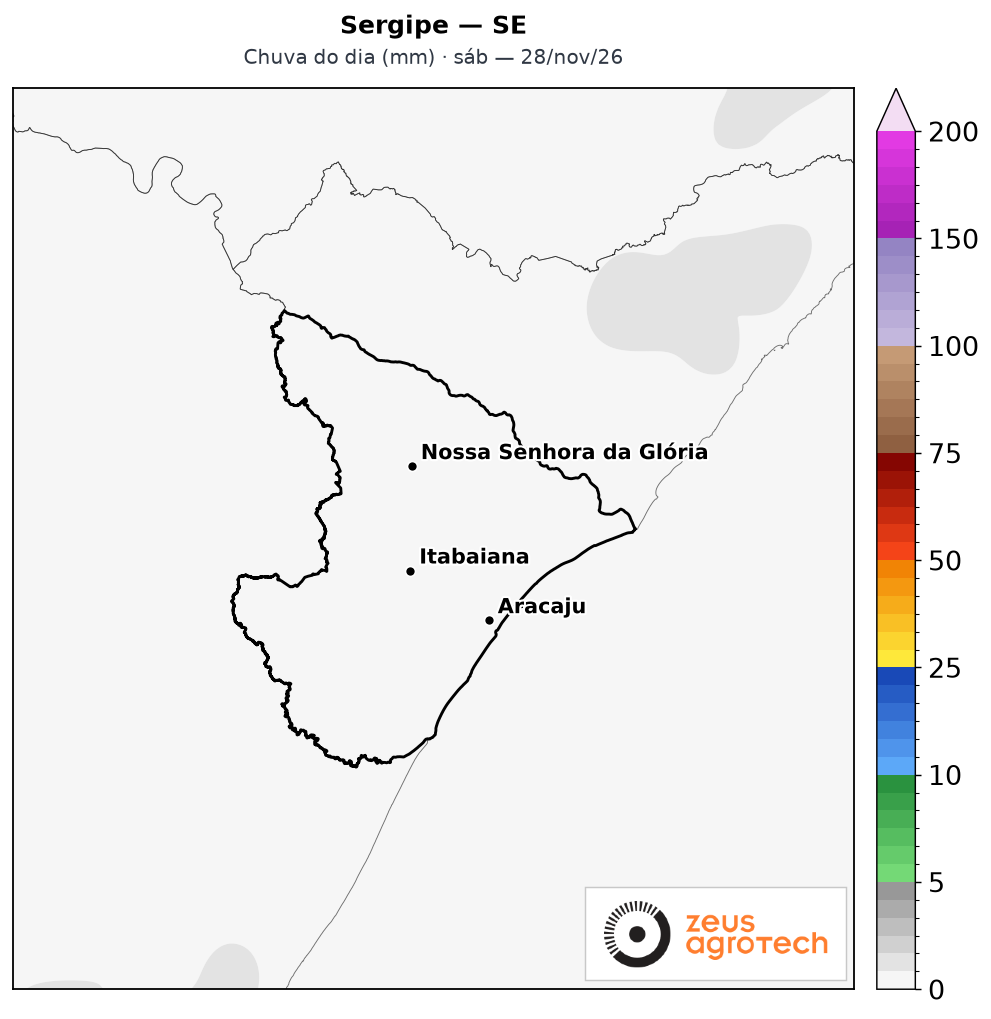 Sergipe — SE
Chuva do dia (mm) · sáb — 28/nov/26
200
150
100
75
50
25
10
5
0
Nossa Senhora da Glória
Itabaiana
Aracaju
zeus
agrotech